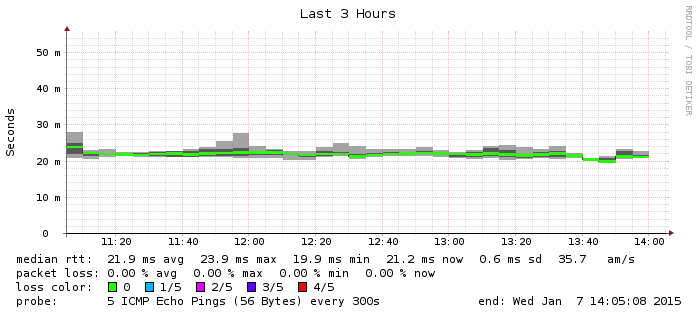 Last 3 Hours
RRDTOOL / TOBI OETIKER
Seconds
50 m
40 m
30 m
20 m
10 m
0
11:20 11:40 12:00 12:20 12:40 13:00 13:20 13:40 14:00
median rtt: 21.9 ms avg 23.9 ms max 19.9 ms min 21.2 ms now 0.6 ms sd 35.7 am/s
packet loss: 0.00 % avg 0.00 % max 0.00 % min 0.00 % now
loss color: 0 1/5 2/5 3/5 4/5
probe: 5 ICMP Echo Pings (56 Bytes) every 300s end: Wed Jan 7 14:05:08 2015